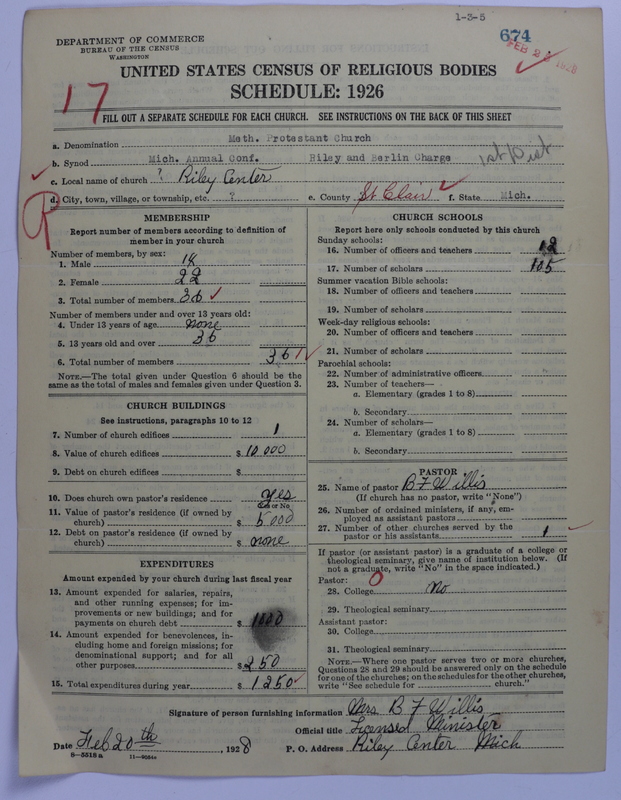 1-3-5
674
FEB 2 1928
DEPARTMENT OF COMMERCE
BUREAU OF THE CENSUS
WASHINGTON
UNITED STATES CENSUS OF RELIGIOUS BODIES
SCHEDULE: 1926
17
FILL OUT A SEPARATE SCHEDULE FOR EACH CHURCH. SEE INSTRUCTIONS ON THE BACK OF THIS SHEET
a. Denomination Meth. Protestant Church
b. Synod Mich. Annual Conf. Riley and Berlin Charge 1st Dist
c. Local name of church ? Riley Center
d. City, town, village, or township, etc. ? e. County St Clair f. State Mich.
MEMBERSHIP
Report number of members according to definition of
member in your church
Number of members, by sex:
1. Male 14
2. Female 22
3. Total number of members 36
Number of members under and over 13 years old:
4. Under 13 years of age none
5. 13 years old and over 36
6. Total number of members 36
NOTE.—The total given under Question 6 should be the
same as the total of males and females given under Question 3.
CHURCH BUILDINGS
See instructions, paragraphs 10 to 12
7. Number of church edifices 1
8. Value of church edifices $ 10,000
9. Debt on church edifices $
10. Does church own pastor's residence yes
Yes or No
11. Value of pastor's residence (if owned by
church) $ 5000
12. Debt on pastor's residence (if owned by
church) $ none
EXPENDITURES
Amount expended by your church during last fiscal year
13. Amount expended for salaries, repairs,
and other running expenses; for im-
provements or new buildings; and for
payments on church debt $ 1000
14. Amount expended for benevolences, in-
cluding home and foreign missions; for
denominational support; and for all
other purposes $ 250
15. Total expenditures during year $ 1250
CHURCH SCHOOLS
Report here only schools conducted by this church
Sunday schools:
16. Number of officers and teachers 12
17. Number of scholars 105
Summer vacation Bible schools:
18. Number of officers and teachers
19. Number of scholars
Week-day religious schools:
20. Number of officers and teachers
21. Number of scholars
Parochial schools:
22. Number of administrative officers
23. Number of teachers—
a. Elementary (grades 1 to 8)
b. Secondary
24. Number of scholars—
a. Elementary (grades 1 to 8)
b. Secondary
PASTOR
25. Name of pastor B F Willis
(If church has no pastor, write "None")
26. Number of ordained ministers, if any, em-
ployed as assistant pastors
27. Number of other churches served by the
pastor or his assistants 1
If pastor (or assistant pastor) is a graduate of a college or
theological seminary, give name of institution below. (If
not a graduate, write "No" in the space indicated.)
Pastor: 0
28. College No
29. Theological seminary
Assistant pastor:
30. College
31. Theological seminary
NOTE.—Where one pastor serves two or more churches,
Questions 28 and 29 should be answered only on the schedule
for one of the churches; on the schedules for the other churches,
write "See schedule for church."
Signature of person furnishing information Mrs. B F Willis
Official title Licensed Minister
Date Feb 20th, 1928 P. O. Address Riley Center Mich
8-5518a 11-9554a